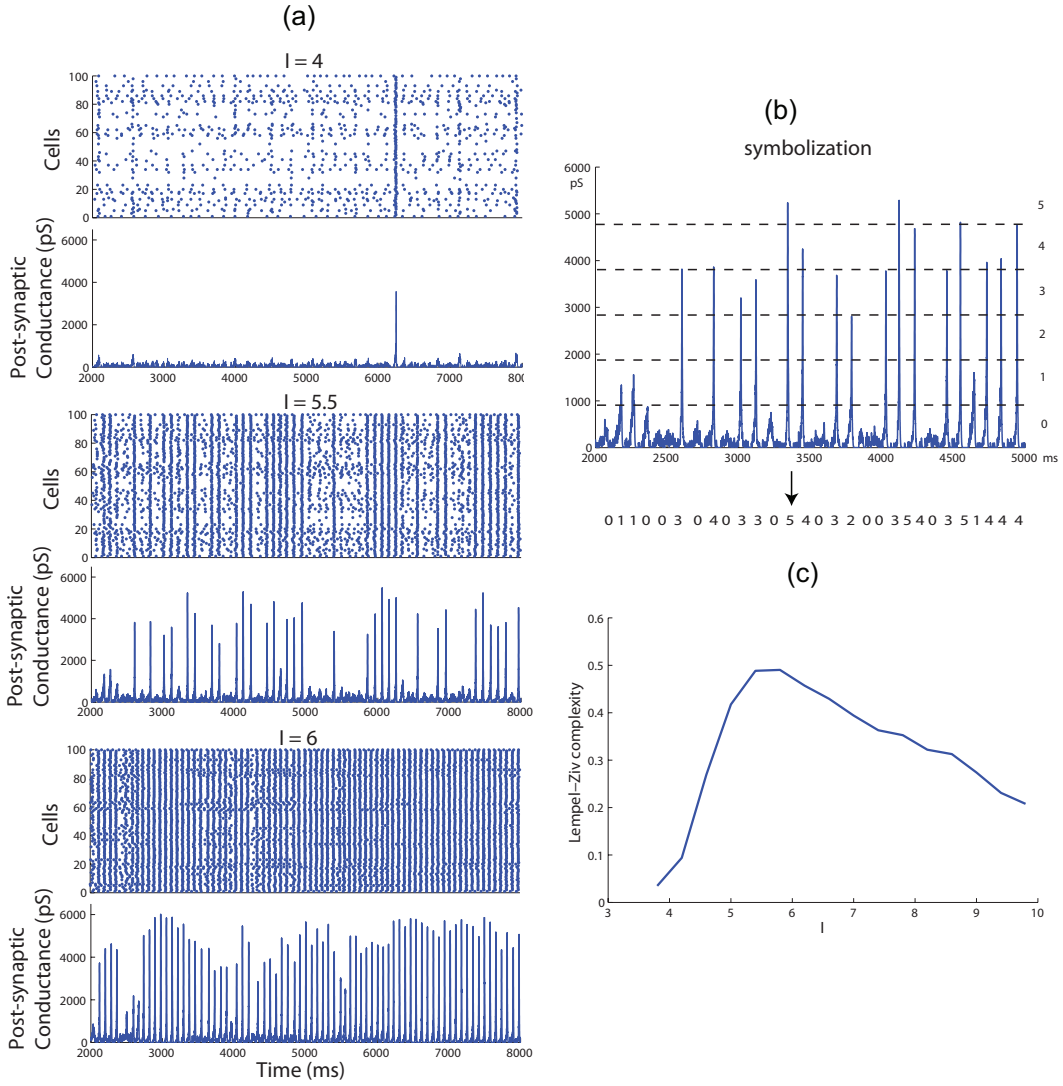 (a)
I = 4
100
80
60
40
20
0
Cells
6000
4000
2000
0
Post-synaptic
Conductance (pS)
2000 3000 4000 5000 6000 7000 80
I = 5.5
100
80
60
40
20
0
Cells
6000
4000
2000
0
Post-synaptic
Conductance (pS)
2000 3000 4000 5000 6000 7000 8000
I = 6
100
80
60
40
20
0
Cells
6000
4000
2000
0
Post-synaptic
Conductance (pS)
2000 3000 4000 5000 6000 7000 8000
Time (ms)
(b)
symbolization
6000
pS
5000
4000
3000
2000
1000
0
5
4
3
2
1
0
2000 2500 3000 3500 4000 4500 5000 ms
0 1 1 0 0 3 0 4 0 3 3 0 5 4 0 3 2 0 0 3 5 4 0 3 5 1 4 4 4
(c)
0.6
0.5
0.4
0.3
0.2
0.1
0
Lempel–Ziv complexity
3 4 5 6 7 8 9 10
I